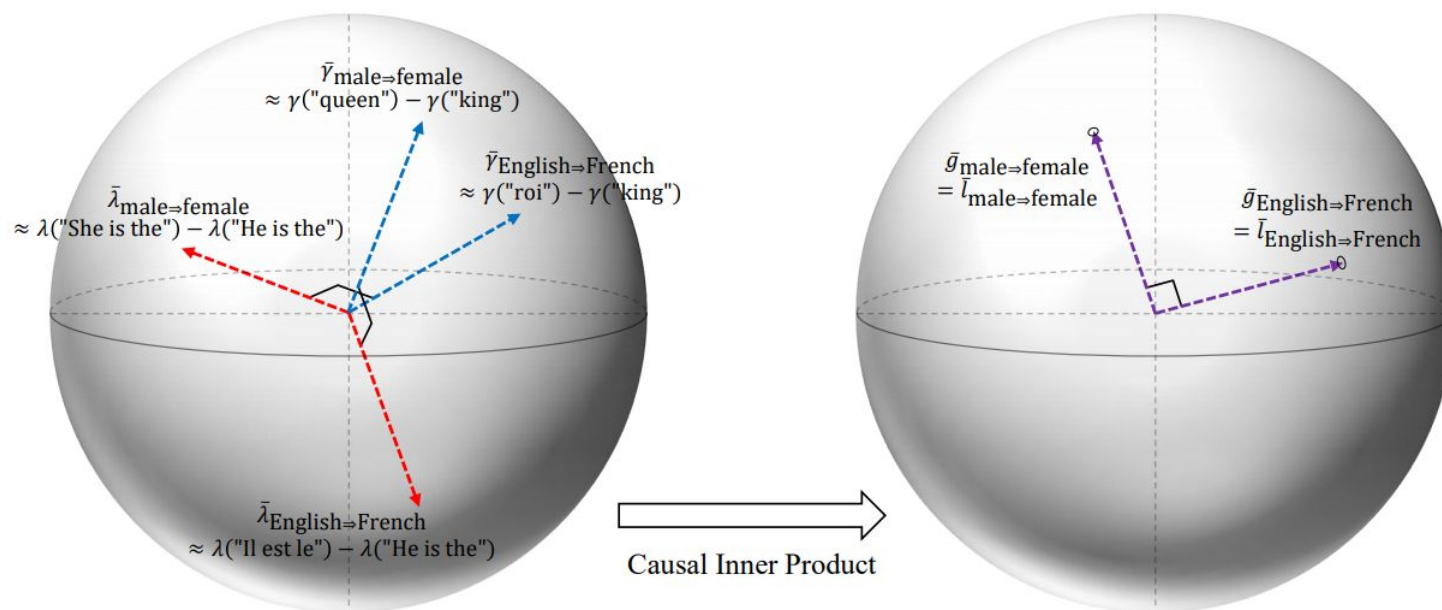 γ̄male⇒female
≈ γ("queen") − γ("king")
γ̄English⇒French
≈ γ("roi") − γ("king")
λ̄male⇒female
≈ λ("She is the") − λ("He is the")
λ̄English⇒French
≈ λ("Il est le") − λ("He is the")
Causal Inner Product
ḡmale⇒female
= l̄male⇒female
ḡEnglish⇒French
= l̄English⇒French